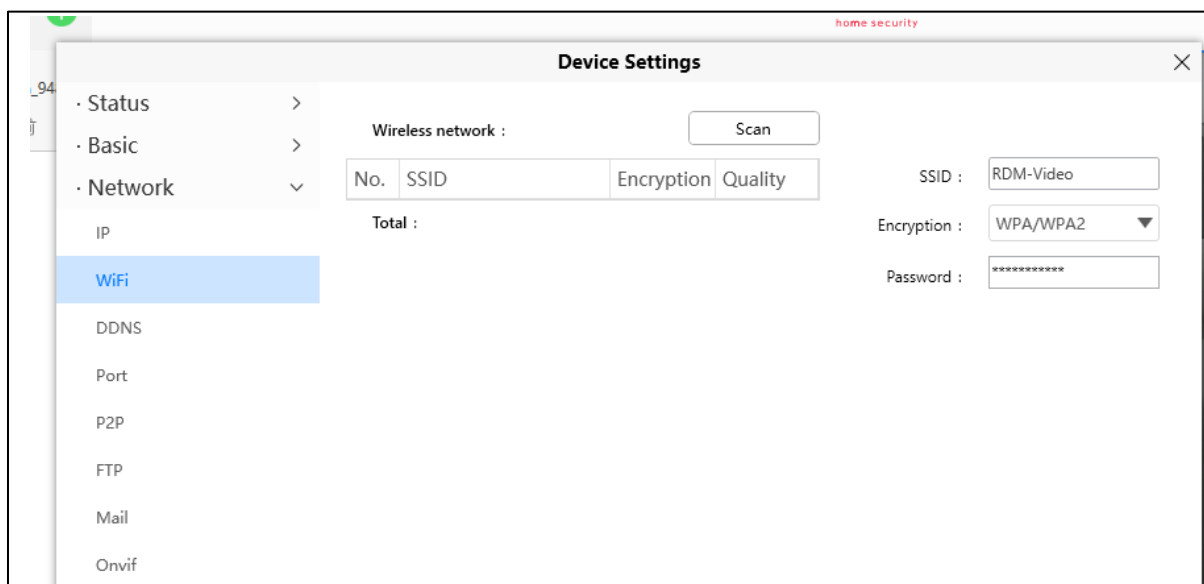 home security
Device Settings
_94
· Status
· Basic
· Network
IP
WiFi
DDNS
Port
P2P
FTP
Mail
Onvif
Wireless network :
Scan
No. SSID Encryption Quality
Total :
SSID : RDM-Video
Encryption : WPA/WPA2
Password : ***********